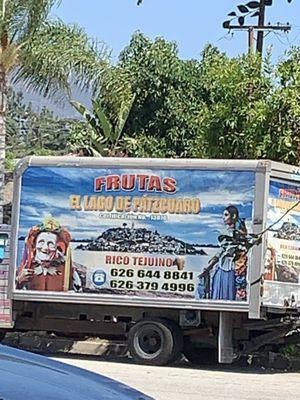 FRUTAS
EL LAGO DE PÁTZCUARO
RICO TEJUINO
626 644 8841
626 379 4996